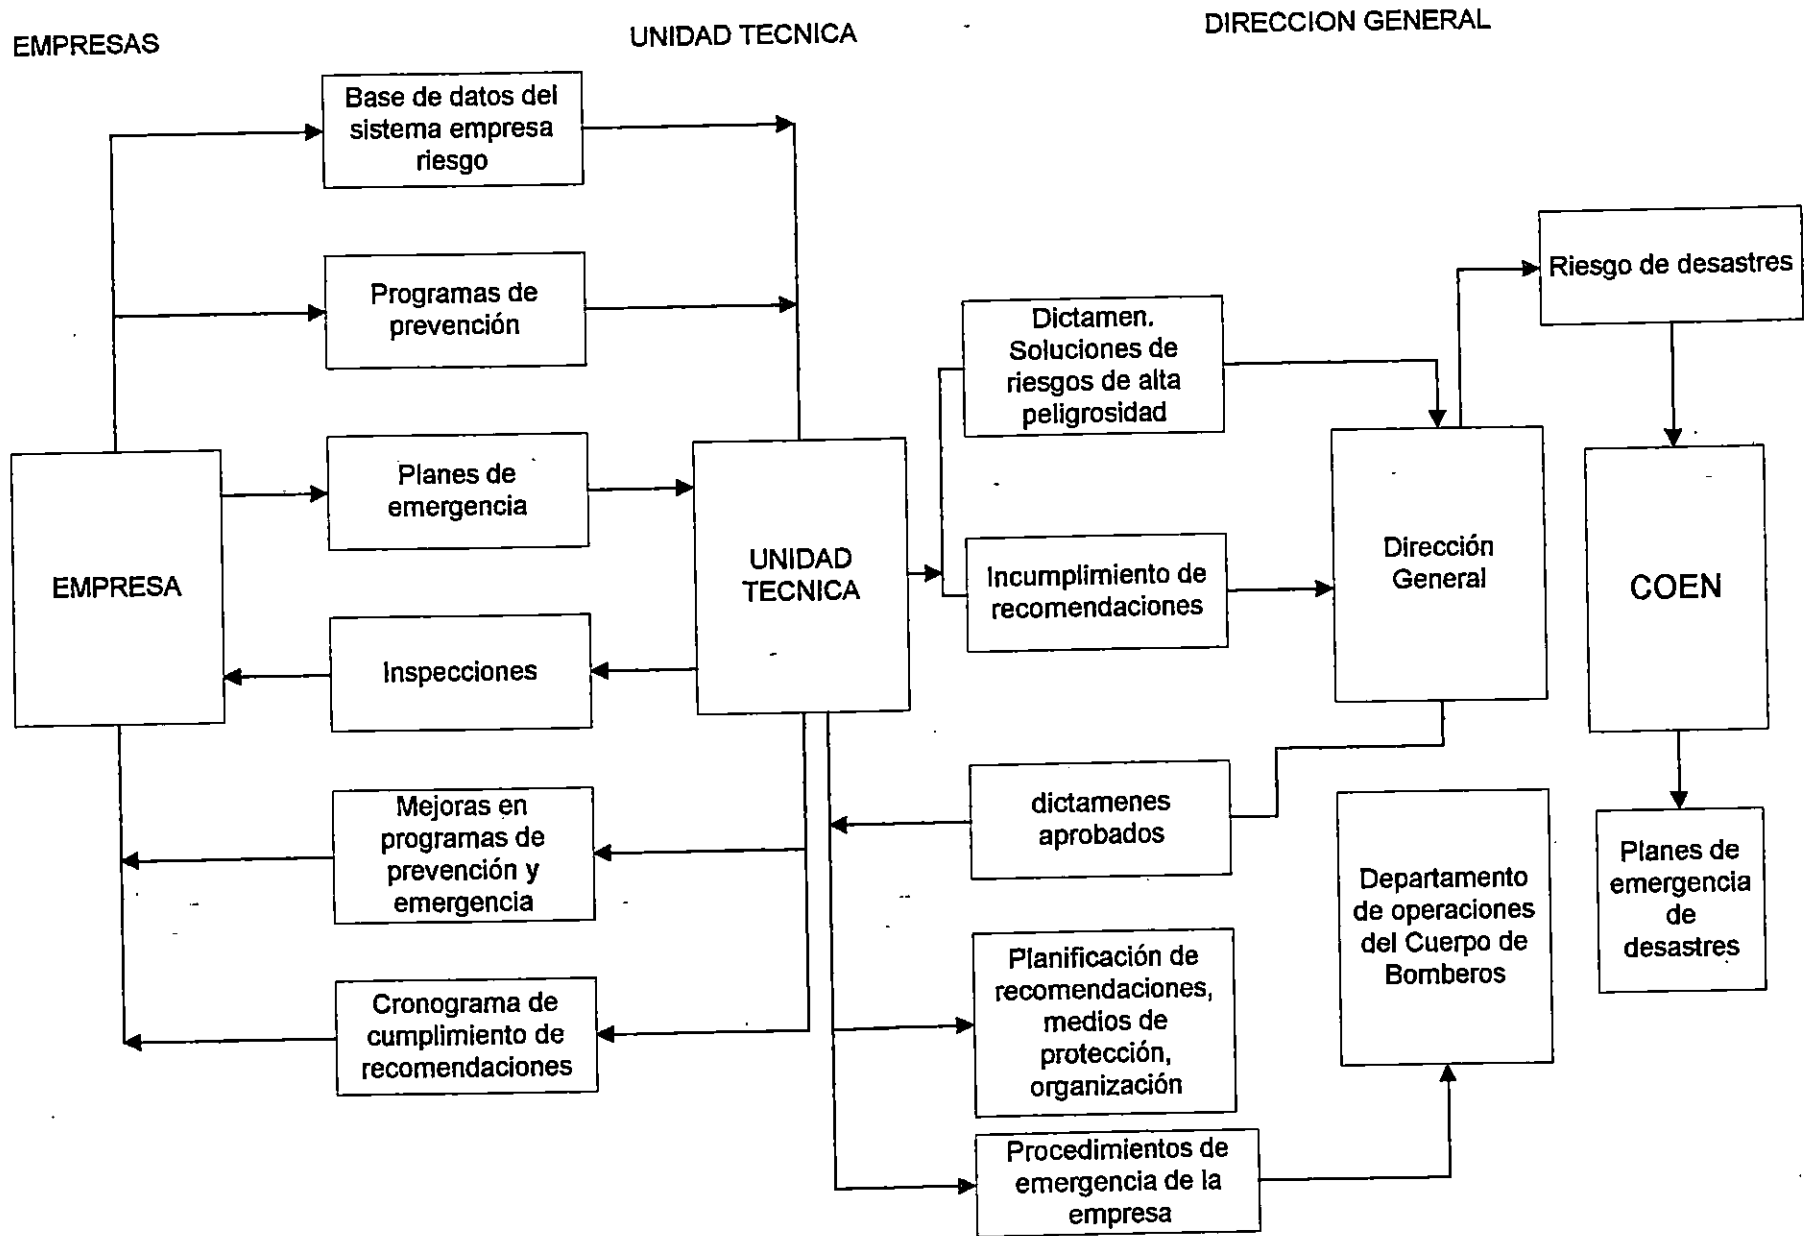 EMPRESAS
UNIDAD TECNICA
DIRECCION GENERAL
Base de datos del
sistema empresa
riesgo
Programas de
prevención
Planes de
emergencia
EMPRESA
Inspecciones
Mejoras en
programas de
prevención y
emergencia
Cronograma de
cumplimiento de
recomendaciones
UNIDAD
TECNICA
Dictamen.
Soluciones de
riesgos de alta
peligrosidad
Incumplimiento de
recomendaciones
dictamenes
aprobados
Planificación de
recomendaciones,
medios de
protección,
organización
Procedimientos de
emergencia de la
empresa
Dirección
General
Departamento
de operaciones
del Cuerpo de
Bomberos
Riesgo de desastres
COEN
Planes de
emergencia
de
desastres